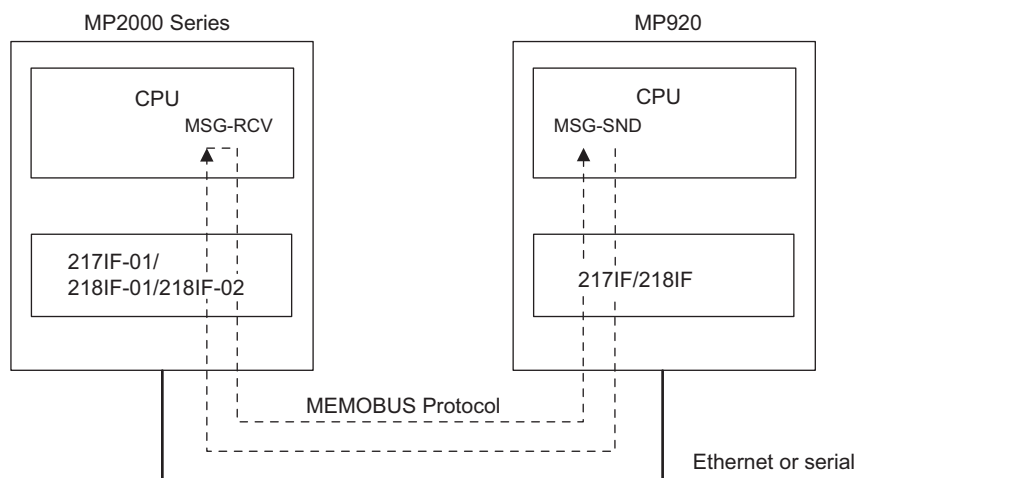 MP2000 Series
CPU
MSG-RCV
217IF-01/
218IF-01/218IF-02
MP920
CPU
MSG-SND
217IF/218IF
MEMOBUS Protocol
Ethernet or serial